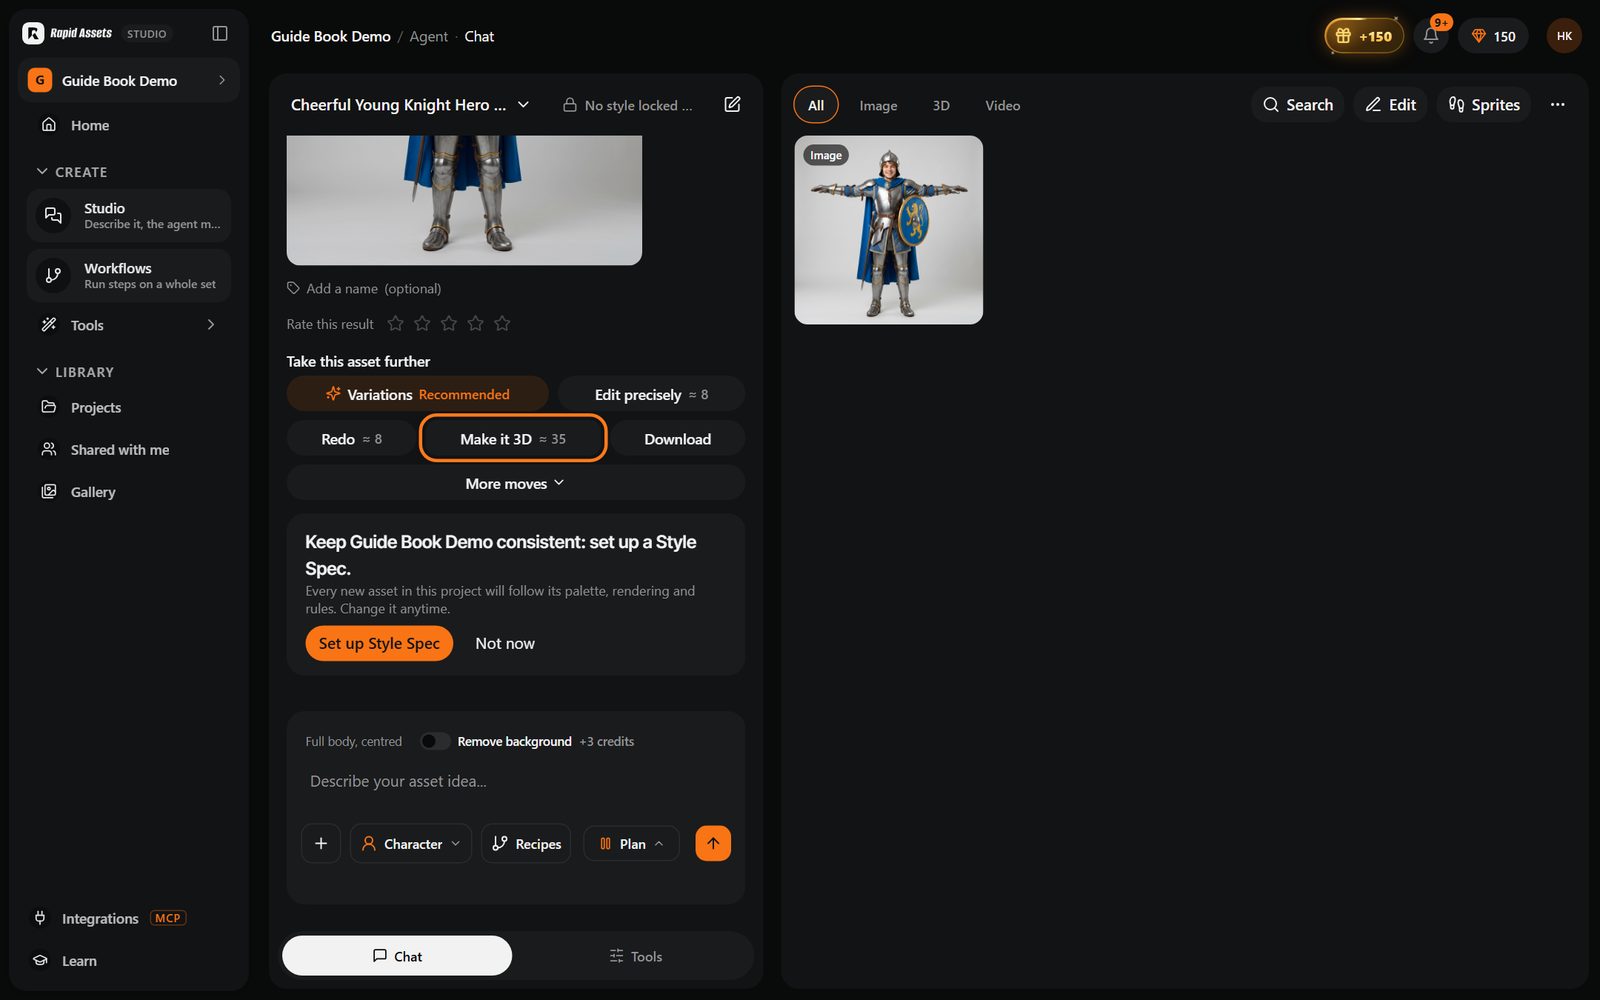 Rapid Assets STUDIO
Guide Book Demo / Agent · Chat
+150
9+
150
HK
G Guide Book Demo
Home
CREATE
Studio
Describe it, the agent m...
Workflows
Run steps on a whole set
Tools
LIBRARY
Projects
Shared with me
Gallery
Integrations MCP
Learn
Cheerful Young Knight Hero ...
No style locked ...
Add a name (optional)
Rate this result
Take this asset further
Variations Recommended
Edit precisely ≈ 8
Redo ≈ 8
Make it 3D ≈ 35
Download
More moves
Keep Guide Book Demo consistent: set up a Style
Spec.
Every new asset in this project will follow its palette, rendering and
rules. Change it anytime.
Set up Style Spec
Not now
Full body, centred
Remove background +3 credits
Describe your asset idea...
Character
Recipes
Plan
Chat
Tools
All
Image
3D
Video
Search
Edit
Sprites
Image